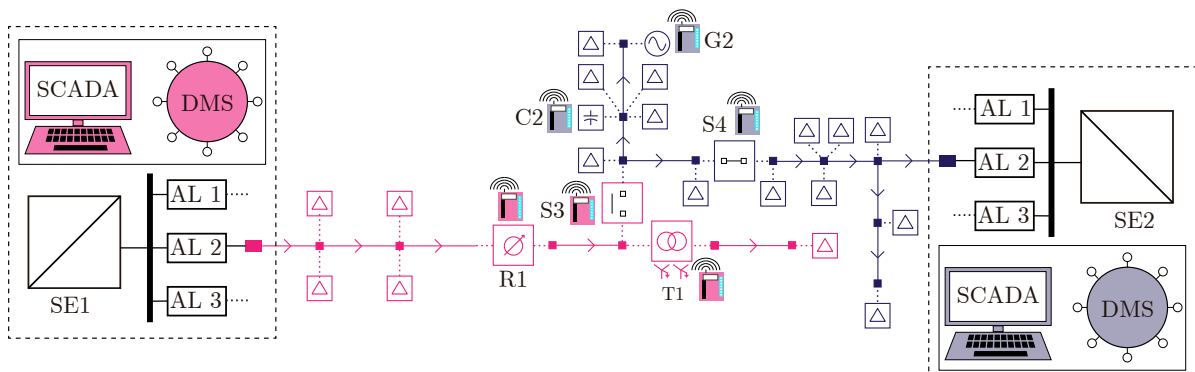 SCADA
DMS
AL 1
AL 2
AL 3
SE1
R1
S3
T1
C2
G2
S4
AL 1
AL 2
AL 3
SE2
SCADA
DMS